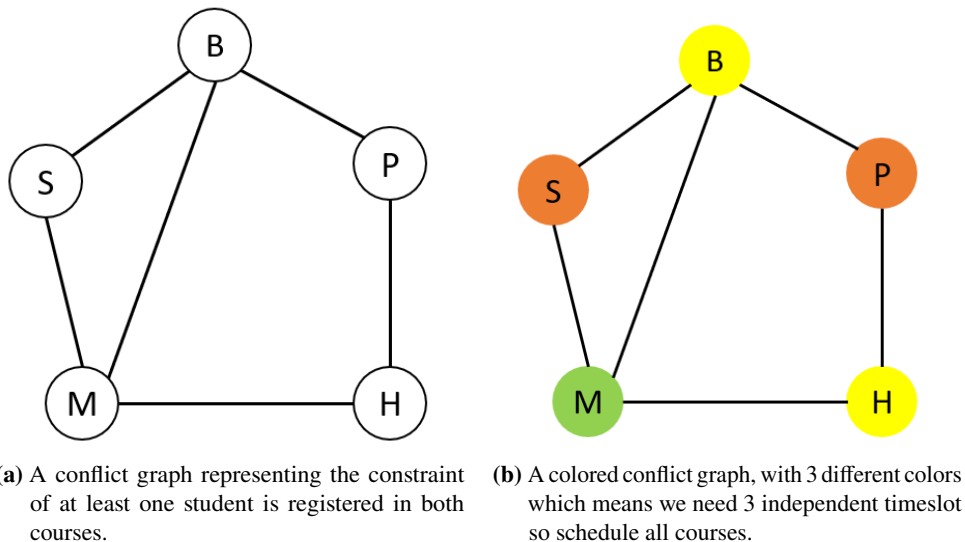 B
S
P
M
H
B
S
P
M
H
(a) A conflict graph representing the constraint
of at least one student is registered in both
courses.
(b) A colored conflict graph, with 3 different colors
which means we need 3 independent timeslot
so schedule all courses.